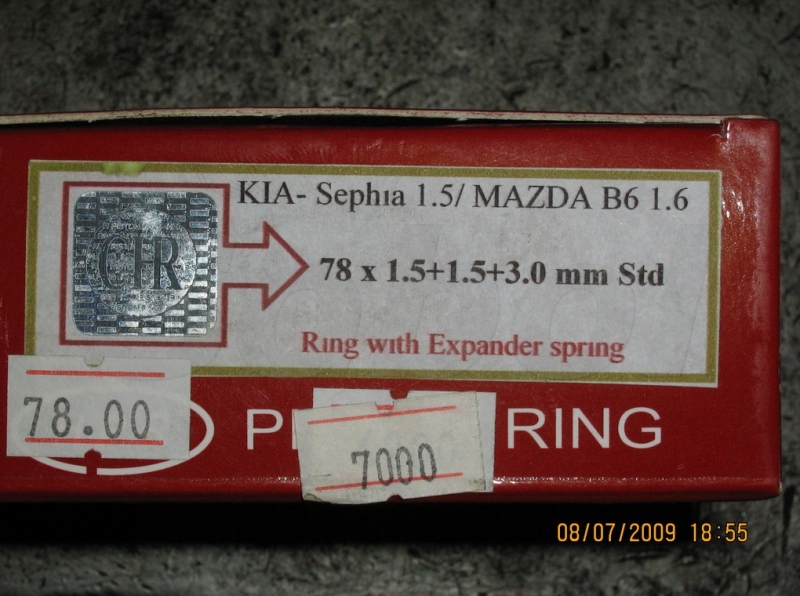 KIA- Sephia 1.5/ MAZDA B6 1.6
CHR
78 x 1.5+1.5+3.0 mm Std
Ring with Expander spring
78.00
7000
RING
08/07/2009 18:55